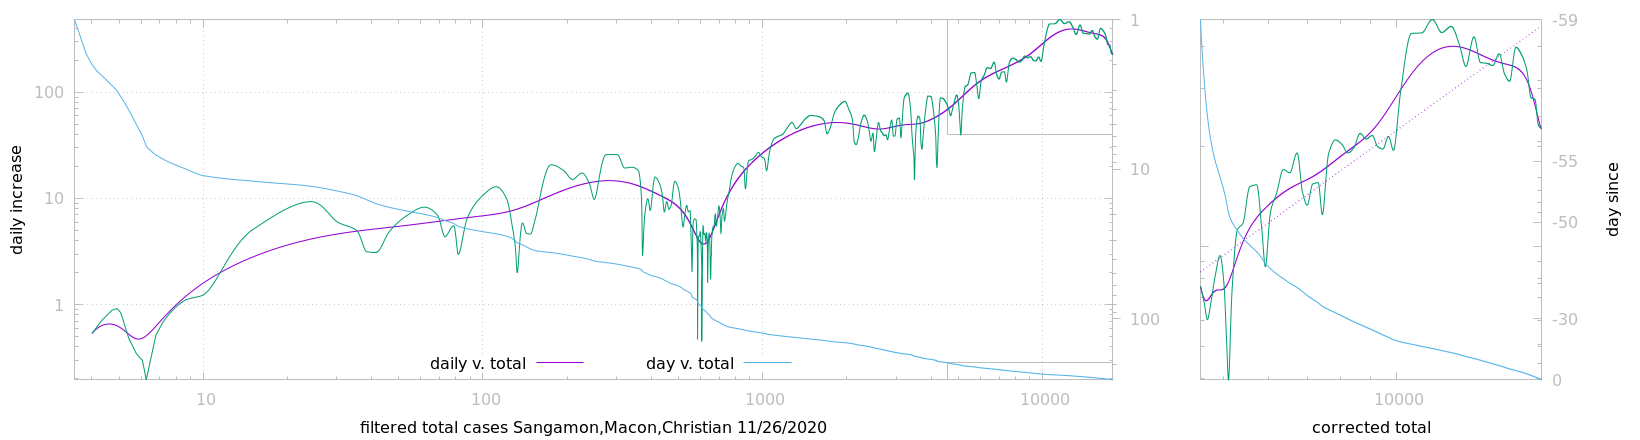 1
-59
100
daily increase
10
-55
day since
10
-50
1
100
-30
daily v. total
day v. total
0
10
100
1000
10000
10000
filtered total cases Sangamon,Macon,Christian 11/26/2020
corrected total